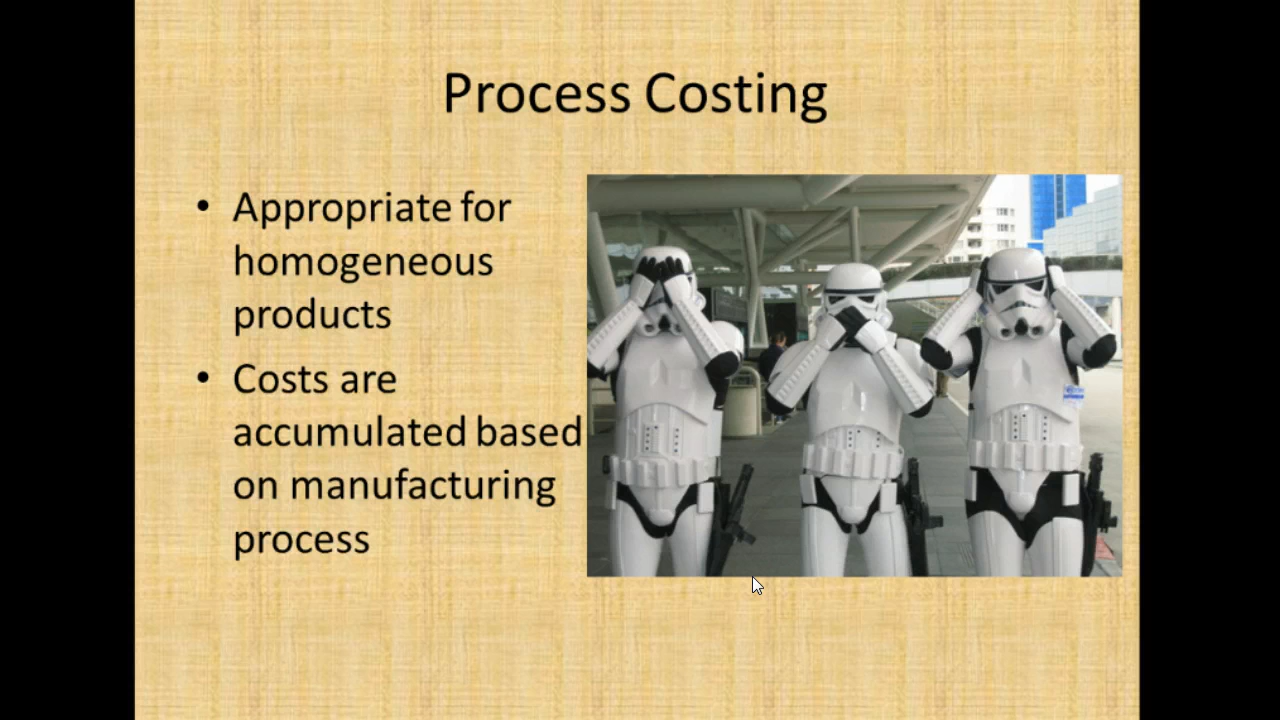 Process Costing
• Appropriate for
homogeneous
products
• Costs are
accumulated based
on manufacturing
process